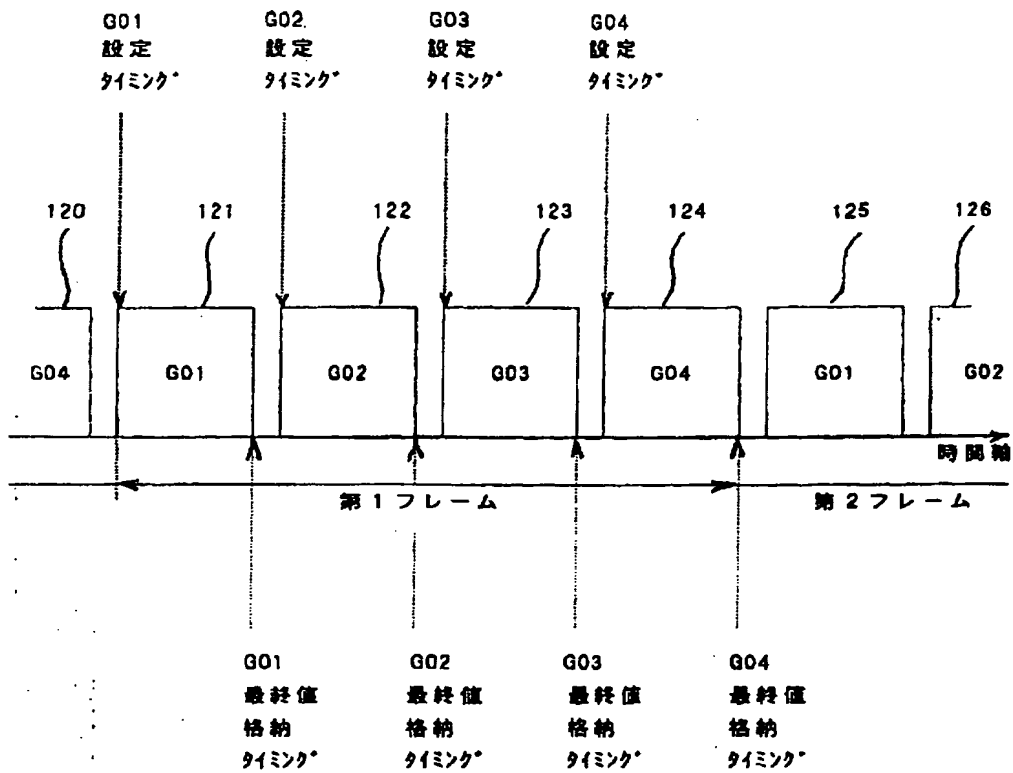 G01
設定
タイミング
G02.
設定
タイミング
G03
設定
タイミング
G04
設定
タイミング
120
121
122
123
124
125
126
G04
G01
G02
G03
G04
G01
G02
時間軸
第1フレーム
第2フレーム
G01
最終値
格納
タイミング
G02
最終値
格納
タイミング
G03
最終値
格納
タイミング
G04
最終値
格納
タイミング